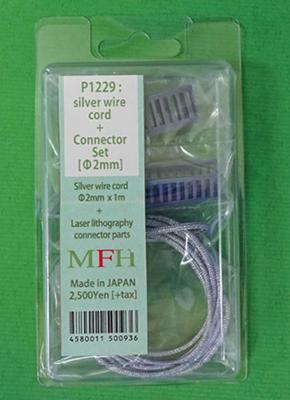 P1229 :
silver wire
cord
+
Connector
Set
[Φ2mm]
Silver wire cord
Φ2mm x 1m
+
Laser lithography
connector parts
MFH
Made in JAPAN
2,500Yen [+tax]
4580011 500936